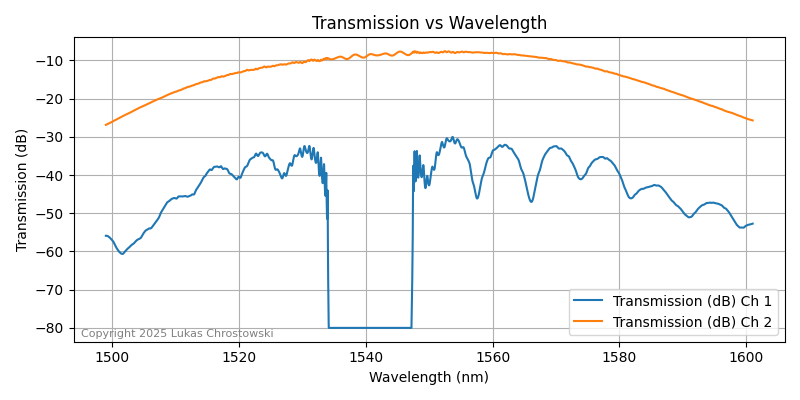 Transmission vs Wavelength
Transmission (dB)
−10
−20
−30
−40
−50
−60
−70
−80
Transmission (dB) Ch 1
Transmission (dB) Ch 2
Copyright 2025 Lukas Chrostowski
1500 1520 1540 1560 1580 1600
Wavelength (nm)